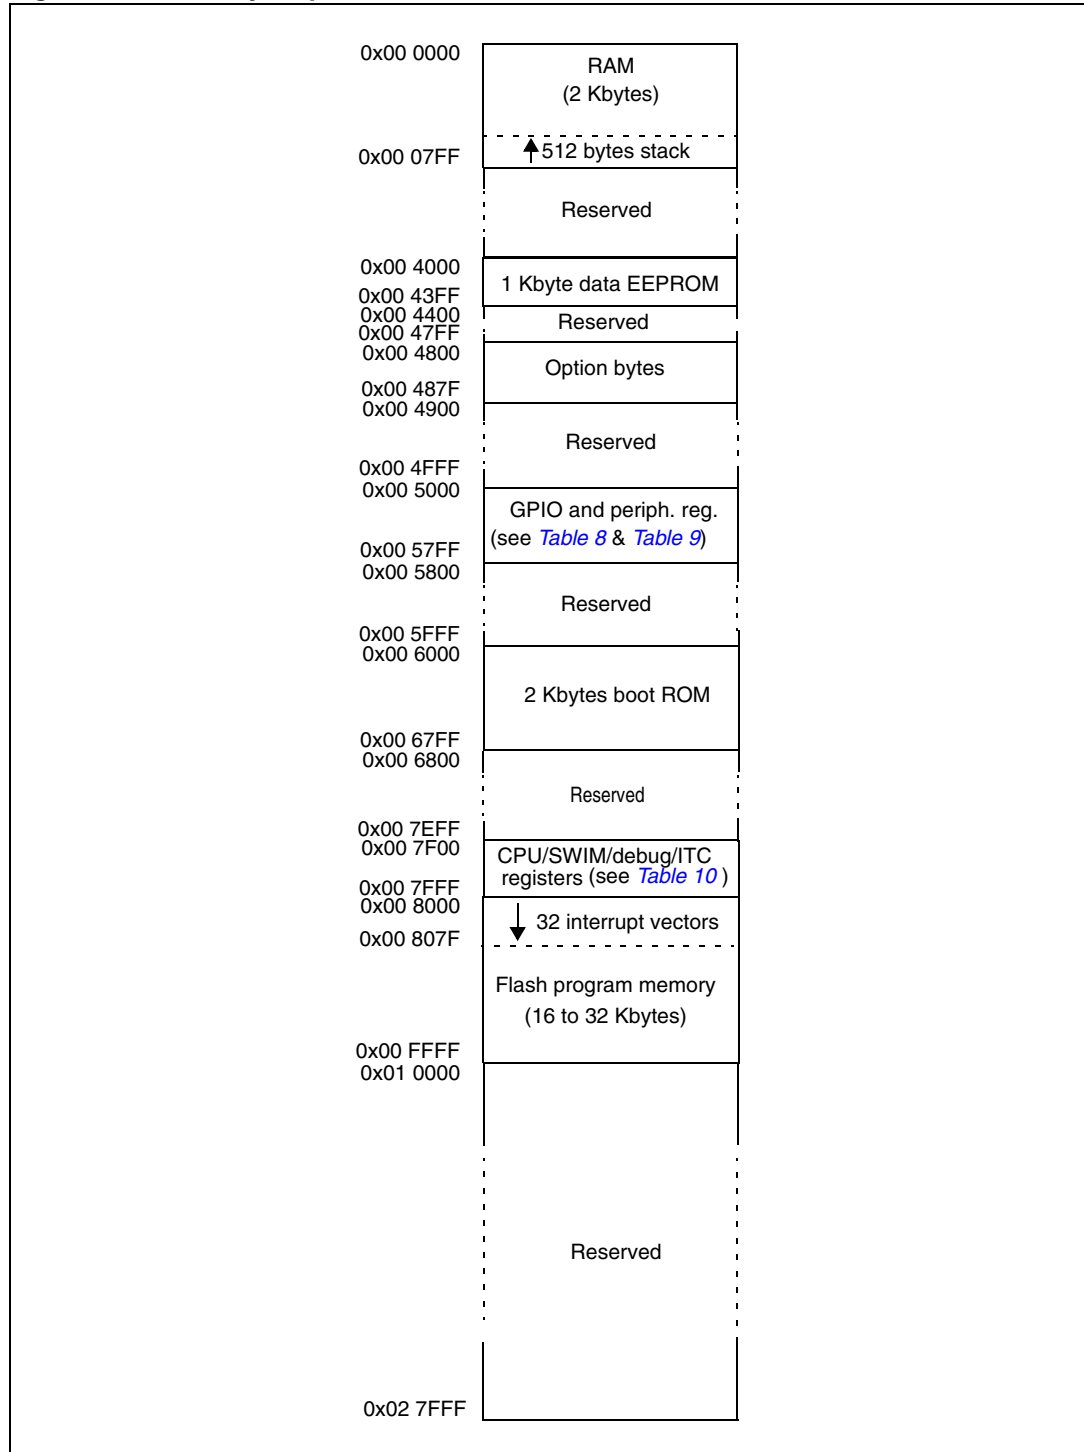 0x00 0000
RAM
(2 Kbytes)
512 bytes stack
0x00 07FF
Reserved
0x00 4000
1 Kbyte data EEPROM
0x00 43FF
0x00 4400
Reserved
0x00 47FF
0x00 4800
Option bytes
0x00 487F
0x00 4900
Reserved
0x00 4FFF
0x00 5000
GPIO and periph. reg.
(see Table 8 & Table 9)
0x00 57FF
0x00 5800
Reserved
0x00 5FFF
0x00 6000
2 Kbytes boot ROM
0x00 67FF
0x00 6800
Reserved
0x00 7EFF
0x00 7F00
CPU/SWIM/debug/ITC
registers (see Table 10 )
0x00 7FFF
0x00 8000
32 interrupt vectors
0x00 807F
Flash program memory
(16 to 32 Kbytes)
0x00 FFFF
0x01 0000
Reserved
0x02 7FFF